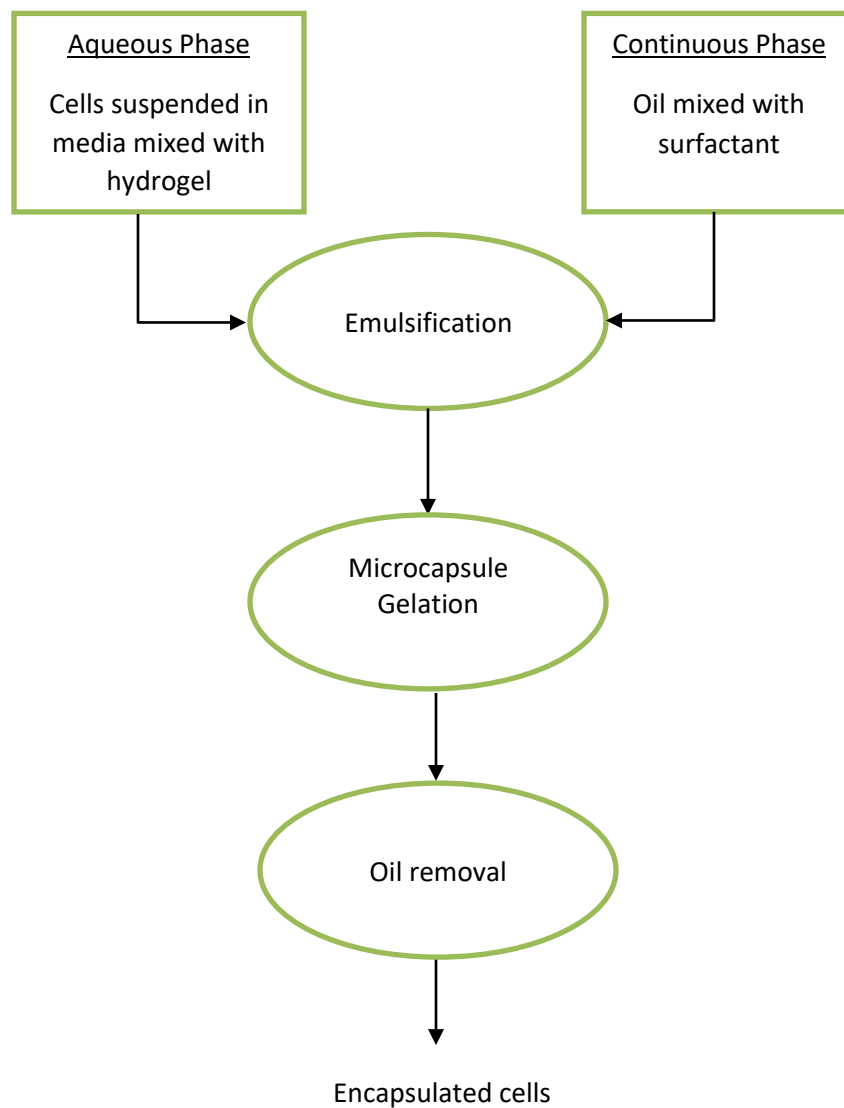 Aqueous Phase
Cells suspended in
media mixed with
hydrogel
Continuous Phase
Oil mixed with
surfactant
Emulsification
Microcapsule
Gelation
Oil removal
Encapsulated cells